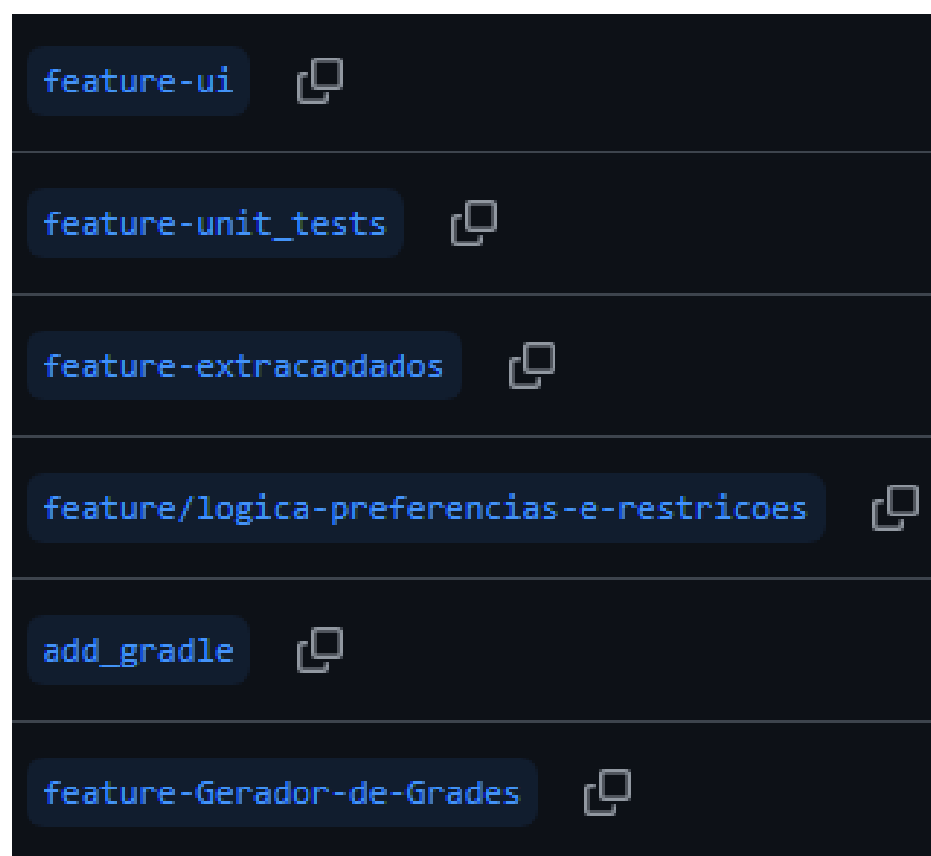 feature-ui
feature-unit_tests
feature-extracaodados
feature/logica-preferencias-e-restricoes
add_gradle
feature-Gerador-de-Grades